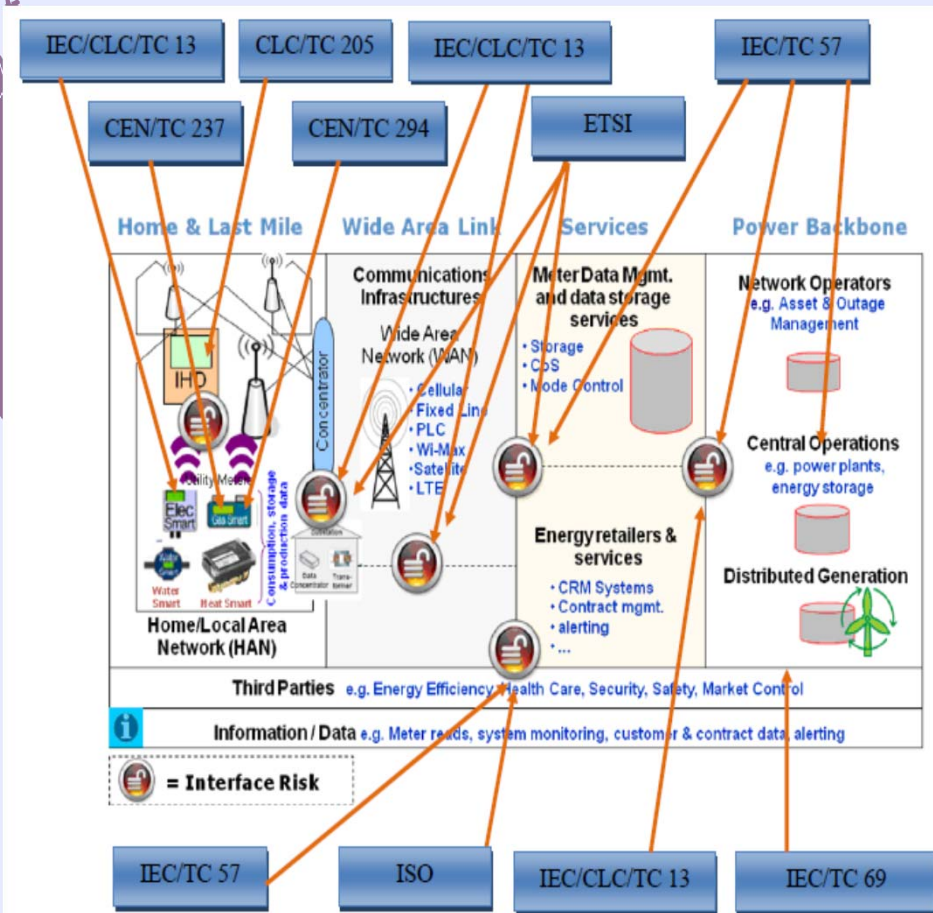 IEC/CLC/TC 13
CLC/TC 205
IEC/CLC/TC 13
IEC/TC 57
CEN/TC 237
CEN/TC 294
ETSI
Home & Last Mile
Wide Area Link
Services
Power Backbone
IHD
Utility Meters
Elec
Smart
Gas Smart
Water
Smart
Water
Smart
Heat Smart
Consumption, storage
& production data
Home/Local Area
Network (HAN)
Concentrator
Data
Concentrator
Trans-
former
Communications
Infrastructures
Wide Area
Network (WAN)
• Cellular
• Fixed Line
• PLC
• Wi-Max
• Satellite
• LTE
Meter Data Mgmt.
and data storage
services
• Storage
• CoS
• Mode Control
Energy retailers &
services
• CRM Systems
• Contract mgmt.
• alerting
• ...
Network Operators
e.g. Asset & Outage
Management
Central Operations
e.g. power plants,
energy storage
Distributed Generation
Third Parties e.g. Energy Efficiency, Health Care, Security, Safety, Market Control
i Information / Data e.g. Meter reads, system monitoring, customer & contract data, alerting
= Interface Risk
IEC/TC 57
ISO
IEC/CLC/TC 13
IEC/TC 69